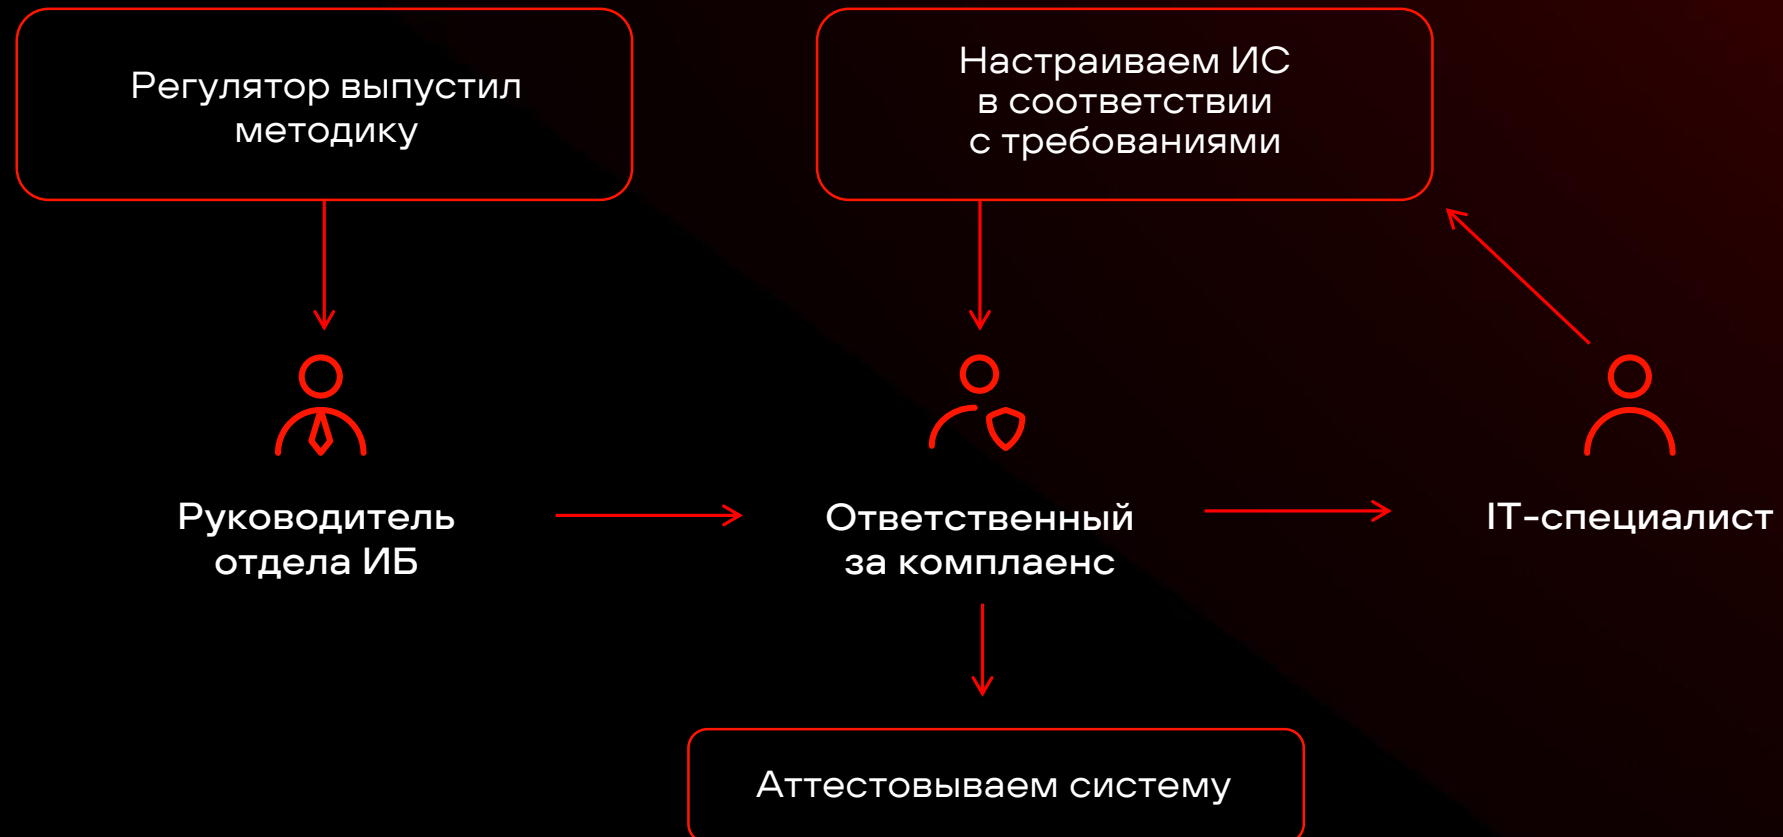 Регулятор выпустил
методику
Настраиваем ИС
в соответствии
с требованиями
Руководитель
отдела ИБ
Ответственный
за комплаенс
IT-специалист
Аттестовываем систему